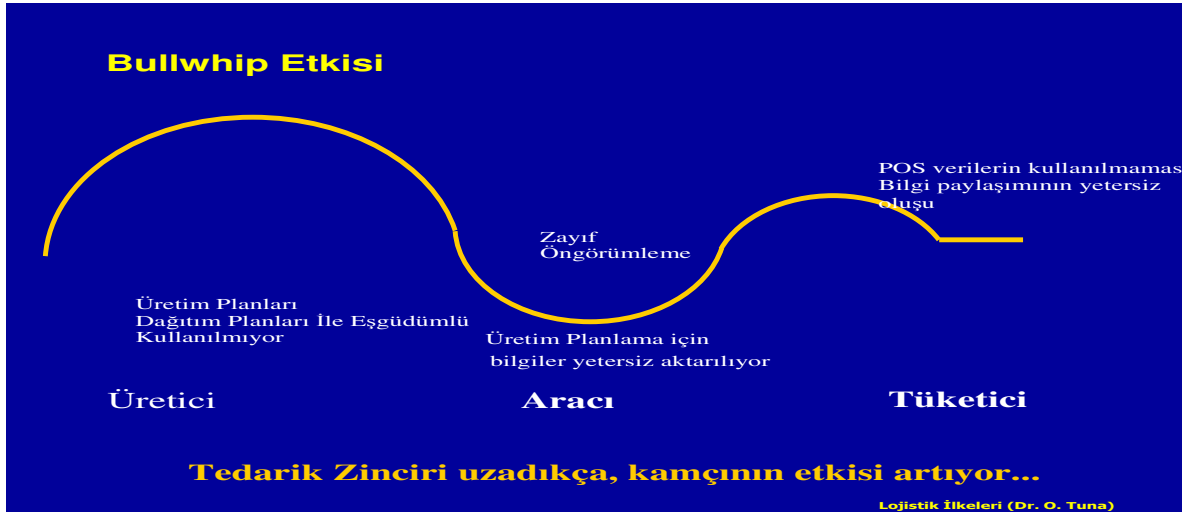 Bullwhip Etkisi
POS verilerin kullanılmamas
Bilgi paylaşımının yetersiz
oluşu
Zayıf
Öngörümleme
Üretim Planları
Dağıtım Planları İle Eşgüdümlü
Kullanılmıyor
Üretim Planlama için
bilgiler yetersiz aktarılıyor
Üretici
Aracı
Tüketici
Tedarik Zinciri uzadıkça, kamçının etkisi artıyor...
Lojistik İlkeleri (Dr. O. Tuna)